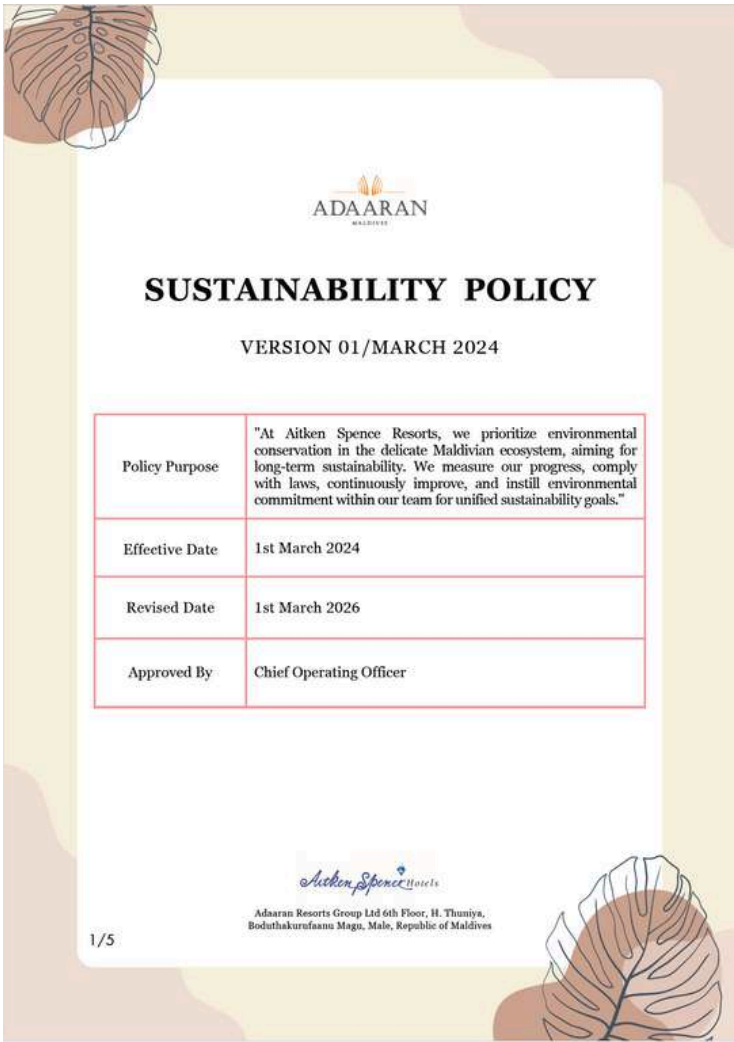 ADAARAN
MALDIVES
SUSTAINABILITY POLICY
VERSION 01/MARCH 2024
Policy Purpose
"At Aitken Spence Resorts, we prioritize environmental
conservation in the delicate Maldivian ecosystem, aiming for
long-term sustainability. We measure our progress, comply
with laws, continuously improve, and instill environmental
commitment within our team for unified sustainability goals."
Effective Date
1st March 2024
Revised Date
1st March 2026
Approved By
Chief Operating Officer
Aitken Spence Hotels
Adaaran Resorts Group Ltd 6th Floor, H. Thuniya,
Boduthakurufaanu Magu, Male, Republic of Maldives
1/5